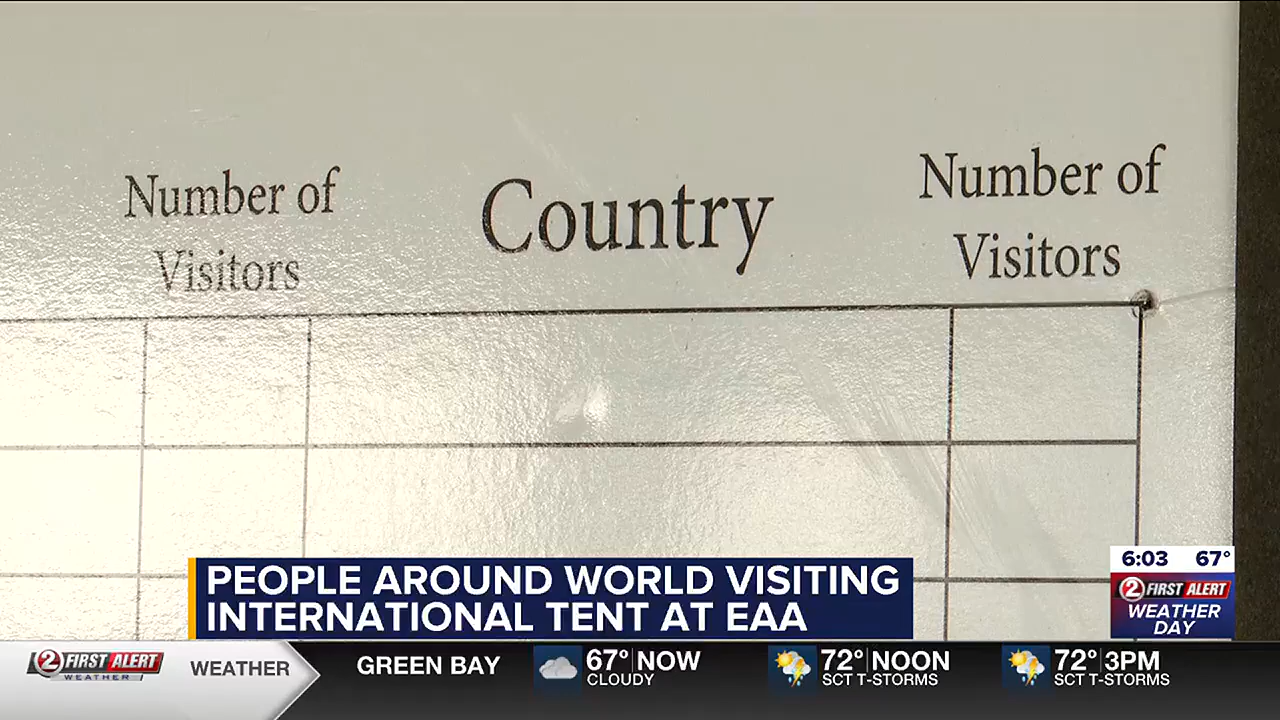 Number of
Visitors
Country
Number of
Visitors
PEOPLE AROUND WORLD VISITING
INTERNATIONAL TENT AT EAA
6:03 67°
2 FIRST ALERT
WEATHER
DAY
2 FIRST ALERT
WEATHER
WEATHER
GREEN BAY
67° NOW
CLOUDY
72° NOON
SCT T-STORMS
72° 3PM
SCT T-STORMS